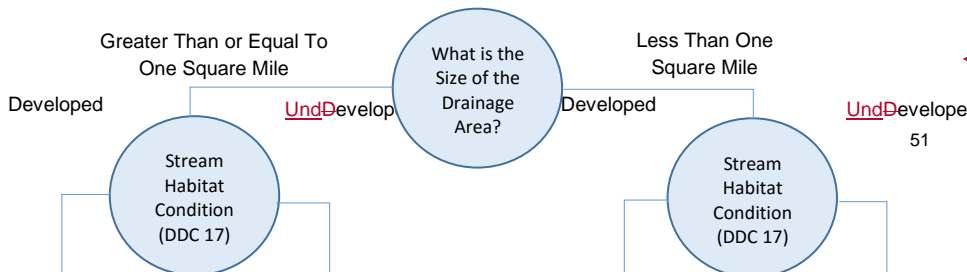 Greater Than or Equal To
One Square Mile
What is the
Size of the
Drainage
Area?
Less Than One
Square Mile
Developed
UndDevelop
Developed
UndDevelope
51
Stream
Habitat
Condition
(DDC 17)
Stream
Habitat
Condition
(DDC 17)